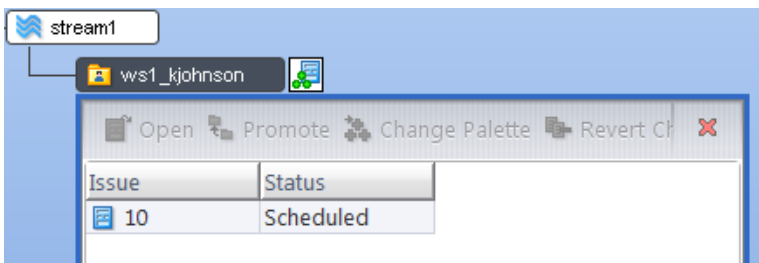 stream1
ws1_kjohnson
Open Promote Change Palette Revert Ch
Issue Status
10 Scheduled